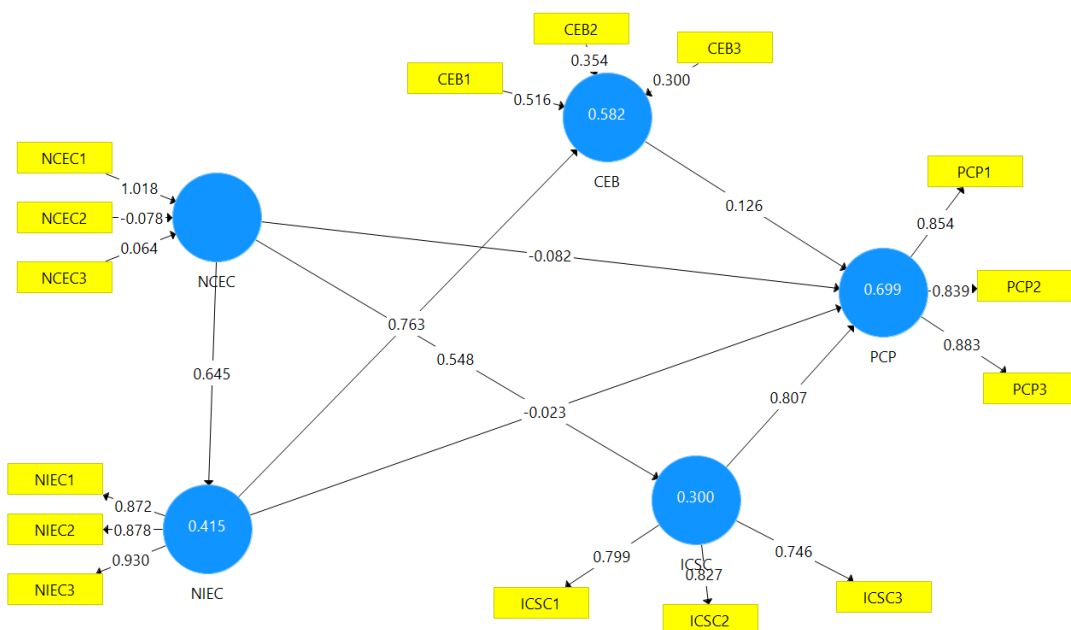 CEB2
CEB3
0.354
CEB1
0.300
0.516
0.582
NCEC1
PCP1
CEB
1.018
0.126
0.854
NCEC2
-0.078
0.064
-0.082
NCEC3
NCEC
0.699
0.839
PCP2
0.763
PCP
0.883
0.548
0.645
PCP3
0.807
-0.023
NIEC1
0.872
NIEC2
0.878
0.415
0.300
0.930
0.799
0.746
NIEC3
NIEC
ICSC
0.827
ICSC1
ICSC3
ICSC2